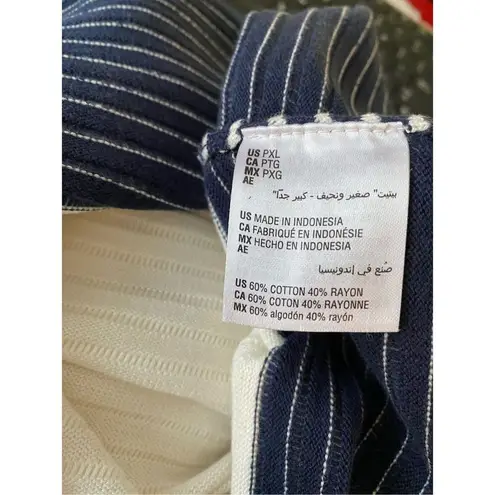 US PXL
CA PTG
MX PXG
AE
بيتيت" صغير ونحيف - كبير جدًا"
US MADE IN INDONESIA
CA FABRIQUÉ EN INDONÉSIE
MX HECHO EN INDONESIA
AE
صُنع في إندونيسيا
US 60% COTTON 40% RAYON
CA 60% COTON 40% RAYONNE
MX 60% algodón 40% rayón